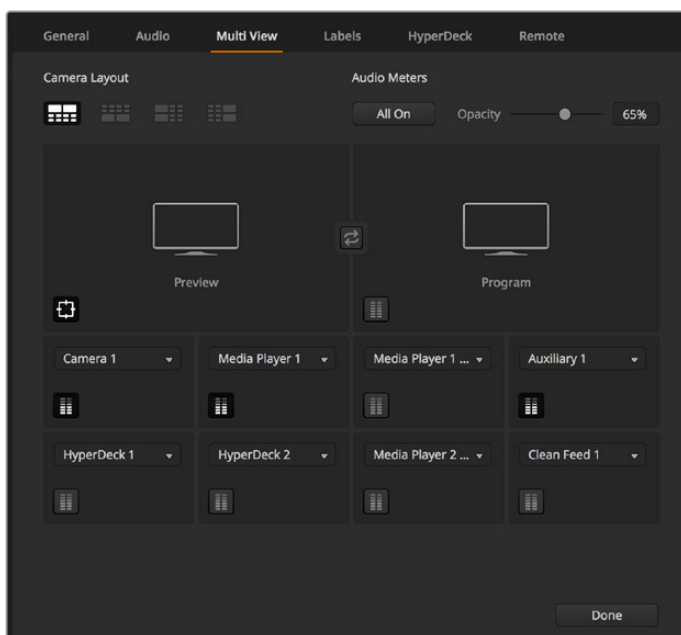 General Audio Multi View Labels HyperDeck Remote
Camera Layout Audio Meters
All On Opacity 65%
Preview Program
Camera 1 Media Player 1 Media Player 1 ... Auxiliary 1
HyperDeck 1 HyperDeck 2 Media Player 2 ... Clean Feed 1
Done